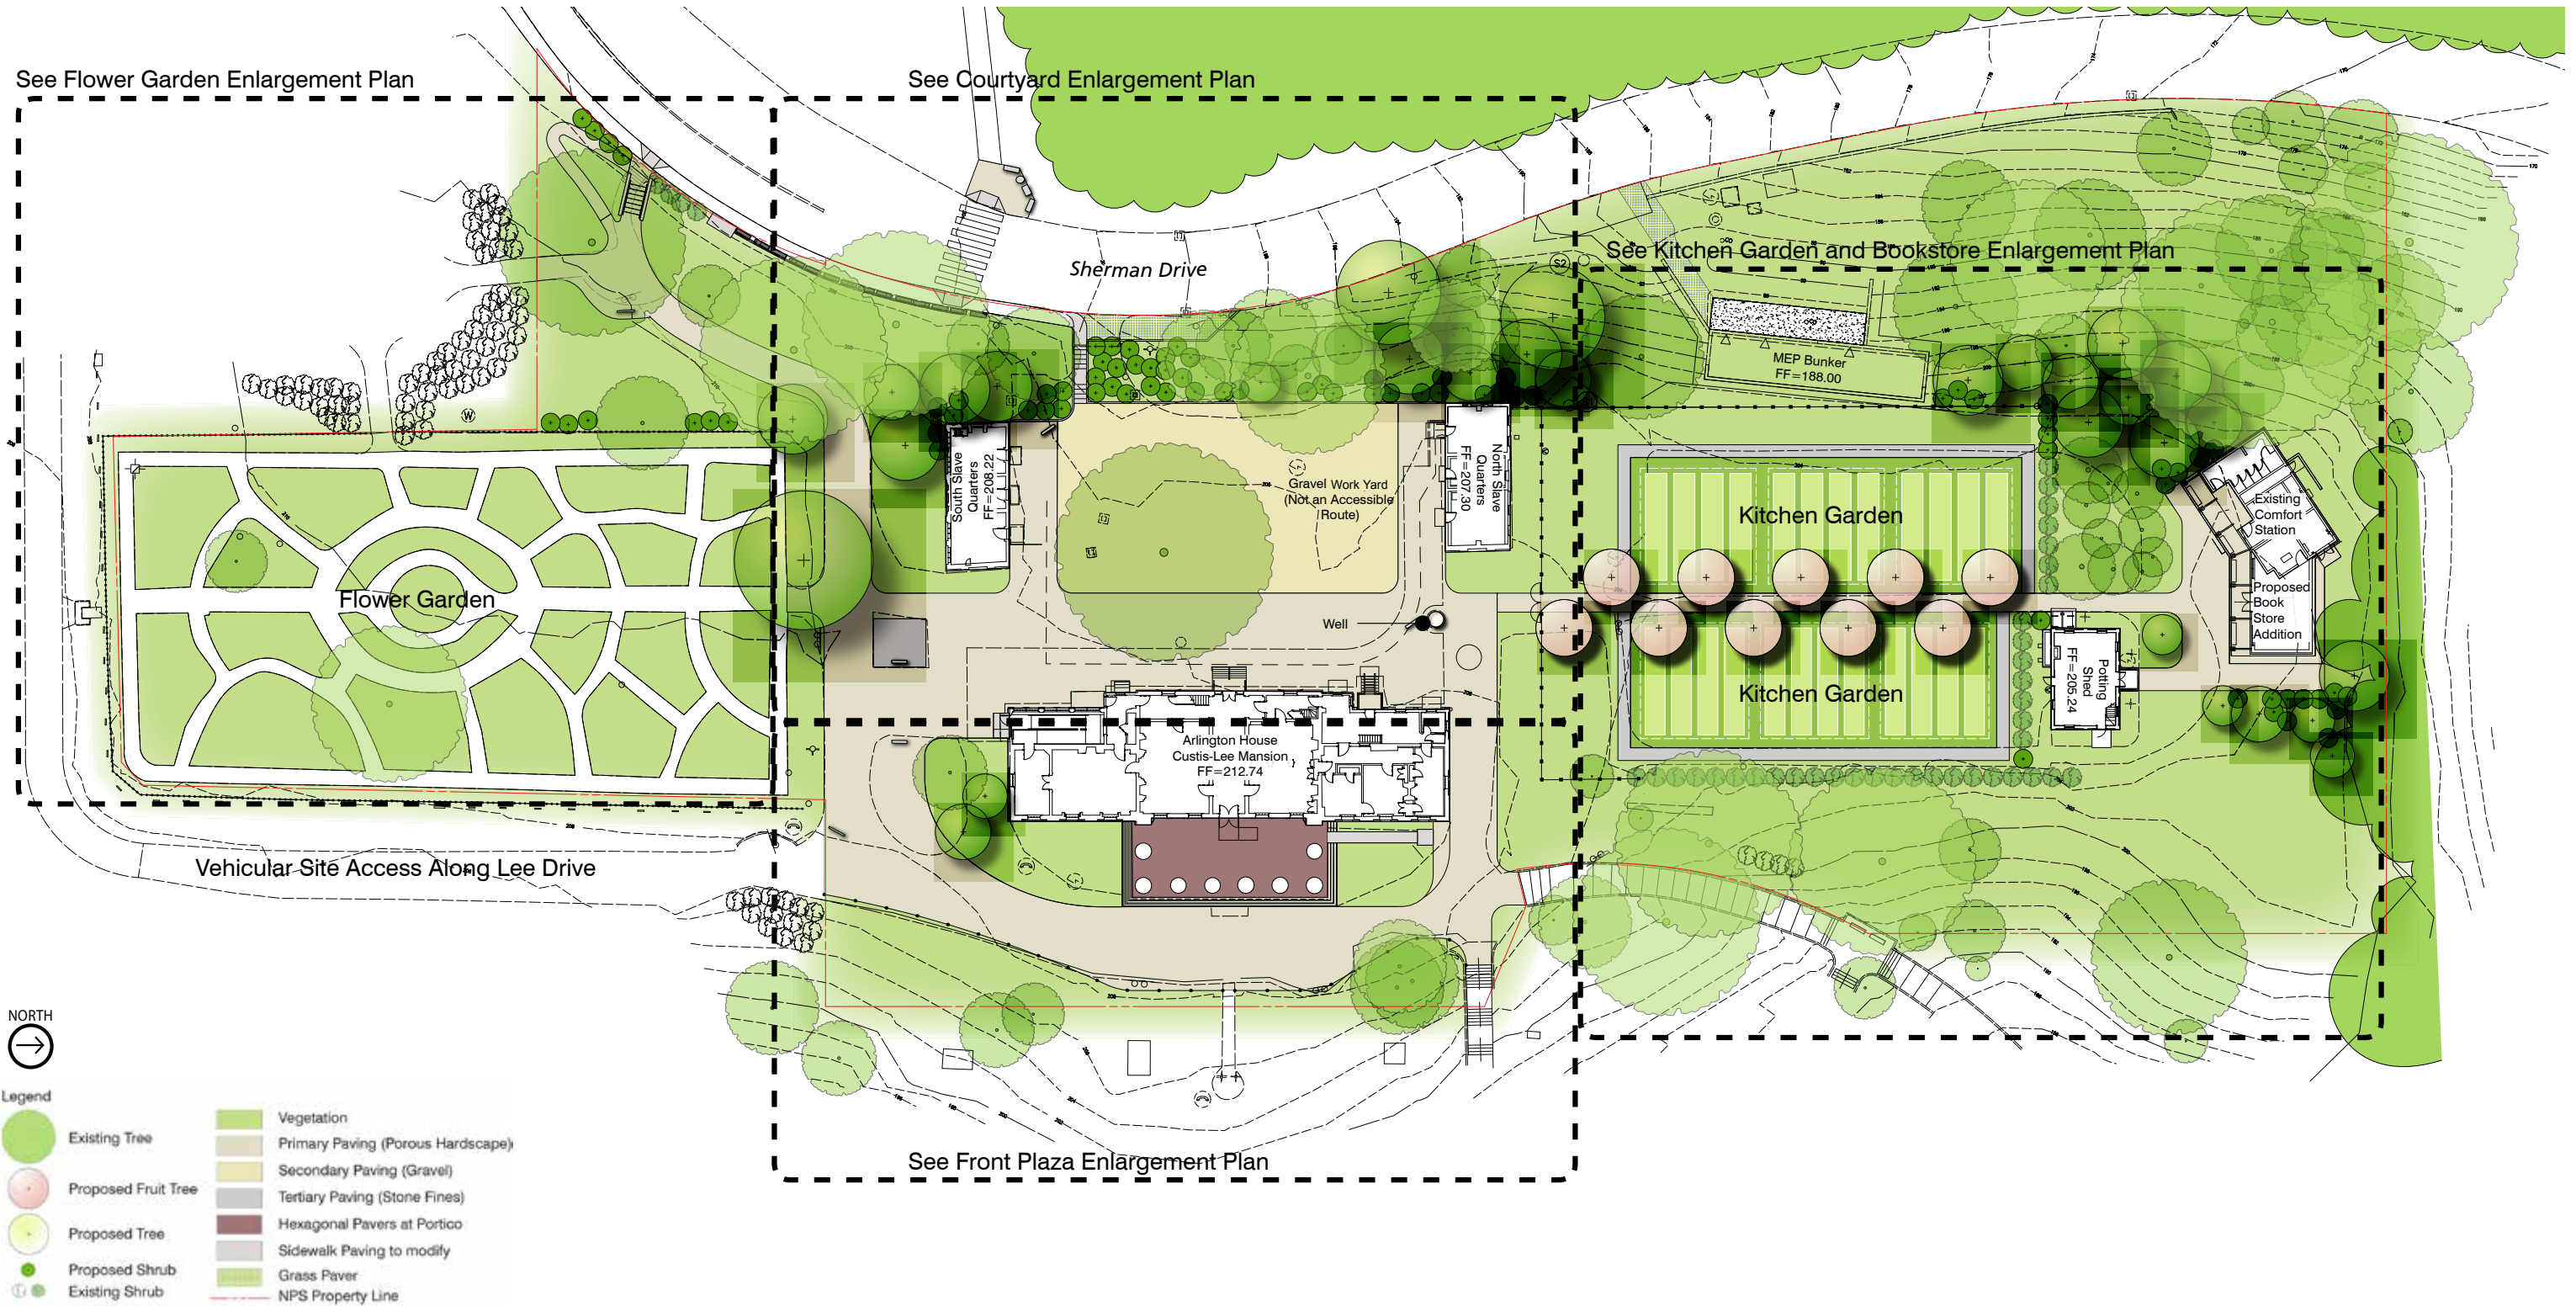 See Flower Garden Enlargement Plan
See Courtyard Enlargement Plan
Sherman Drive
See Kitchen Garden and Bookstore Enlargement Plan
S2
MEP Bunker
FF=188.00
W
South Slave
Quarters
FF=208.22
Gravel Work Yard
(Not an Accessible
Route)
North Slave
Quarters
FF=207.30
Kitchen Garden
Existing
Comfort
Station
Flower Garden
Proposed
Book
Store
Addition
Well
Kitchen Garden
Potting
Shed
FF=205.24
Arlington House
Custis-Lee Mansion
FF=212.74
Vehicular Site Access Along Lee Drive
See Front Plaza Enlargement Plan
NORTH
Legend
Existing Tree
Proposed Fruit Tree
Proposed Tree
Proposed Shrub
Existing Shrub
Vegetation
Primary Paving (Porous Hardscape)
Secondary Paving (Gravel)
Tertiary Paving (Stone Fines)
Hexagonal Pavers at Portico
Sidewalk Paving to modify
Grass Paver
NPS Property Line